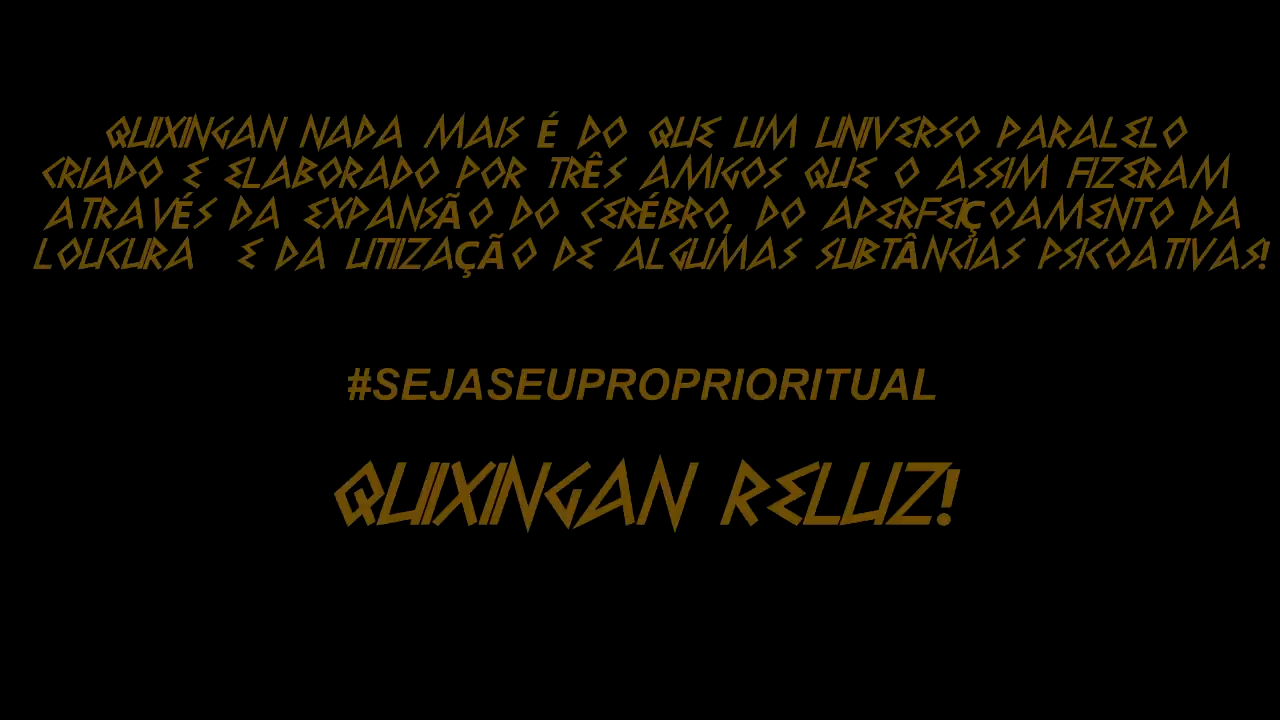 QUIXINGAN NADA MAIS É DO QUE UM UNIVERSO PARALELO
CRIADO E ELABORADO POR TRÊS AMIGOS QUE O ASSIM FIZERAM
ATRAVÉS DA EXPANSÃO DO CERÉBRO, DO APERFEIÇOAMENTO DA
LOUCURA E DA UTIIZAÇÃO DE ALGUMAS SUBTÂNCIAS PSICOATIVAS!
#SEJASEUPROPRIORITUAL
QUIXINGAN RELUZ!